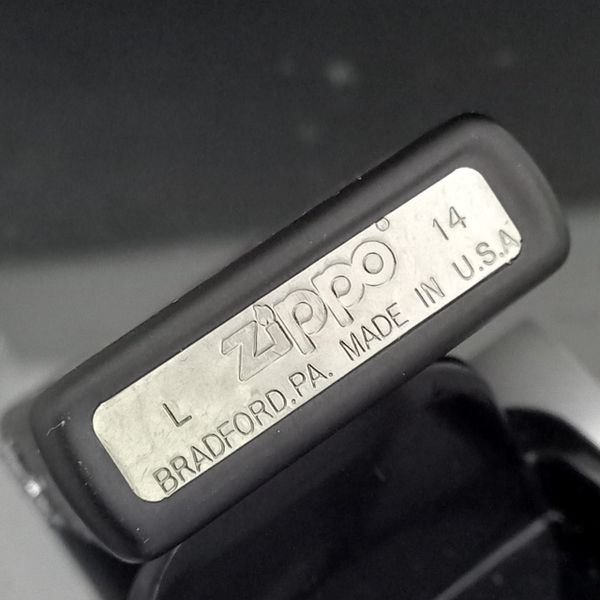 L Zippo 14
BRADFORD,PA. MADE IN U.S.A